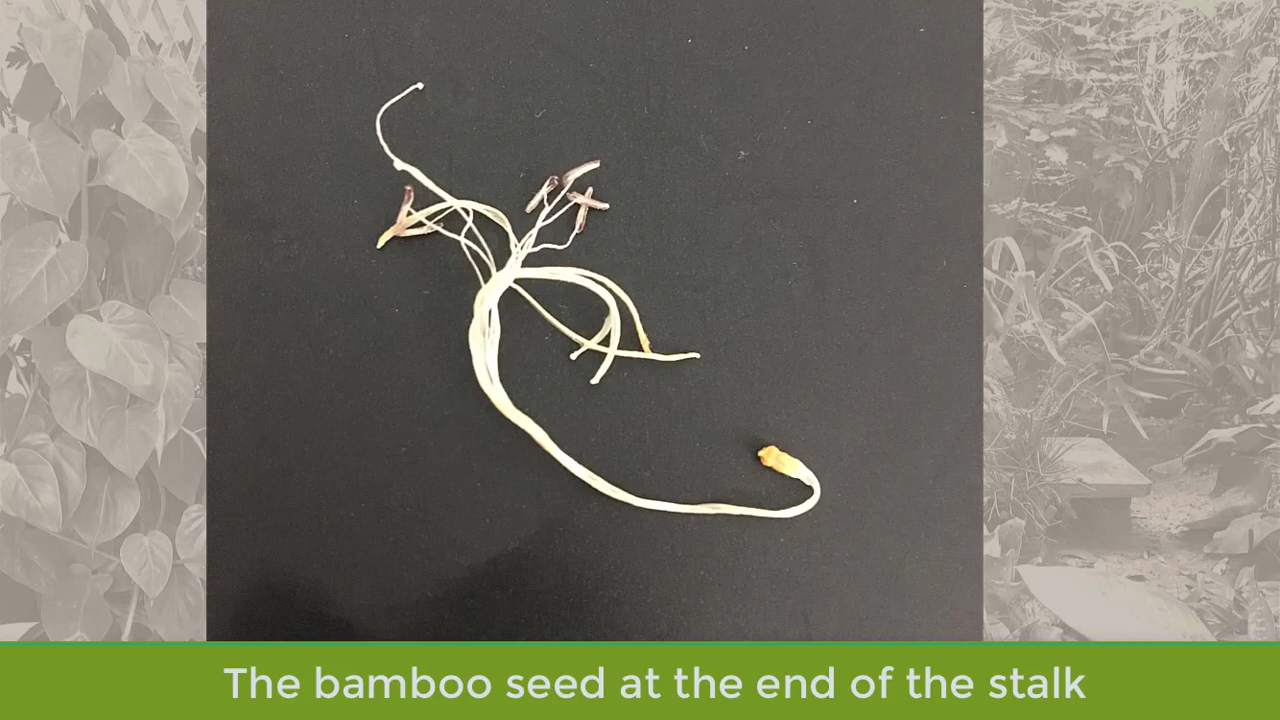 The bamboo seed at the end of the stalk